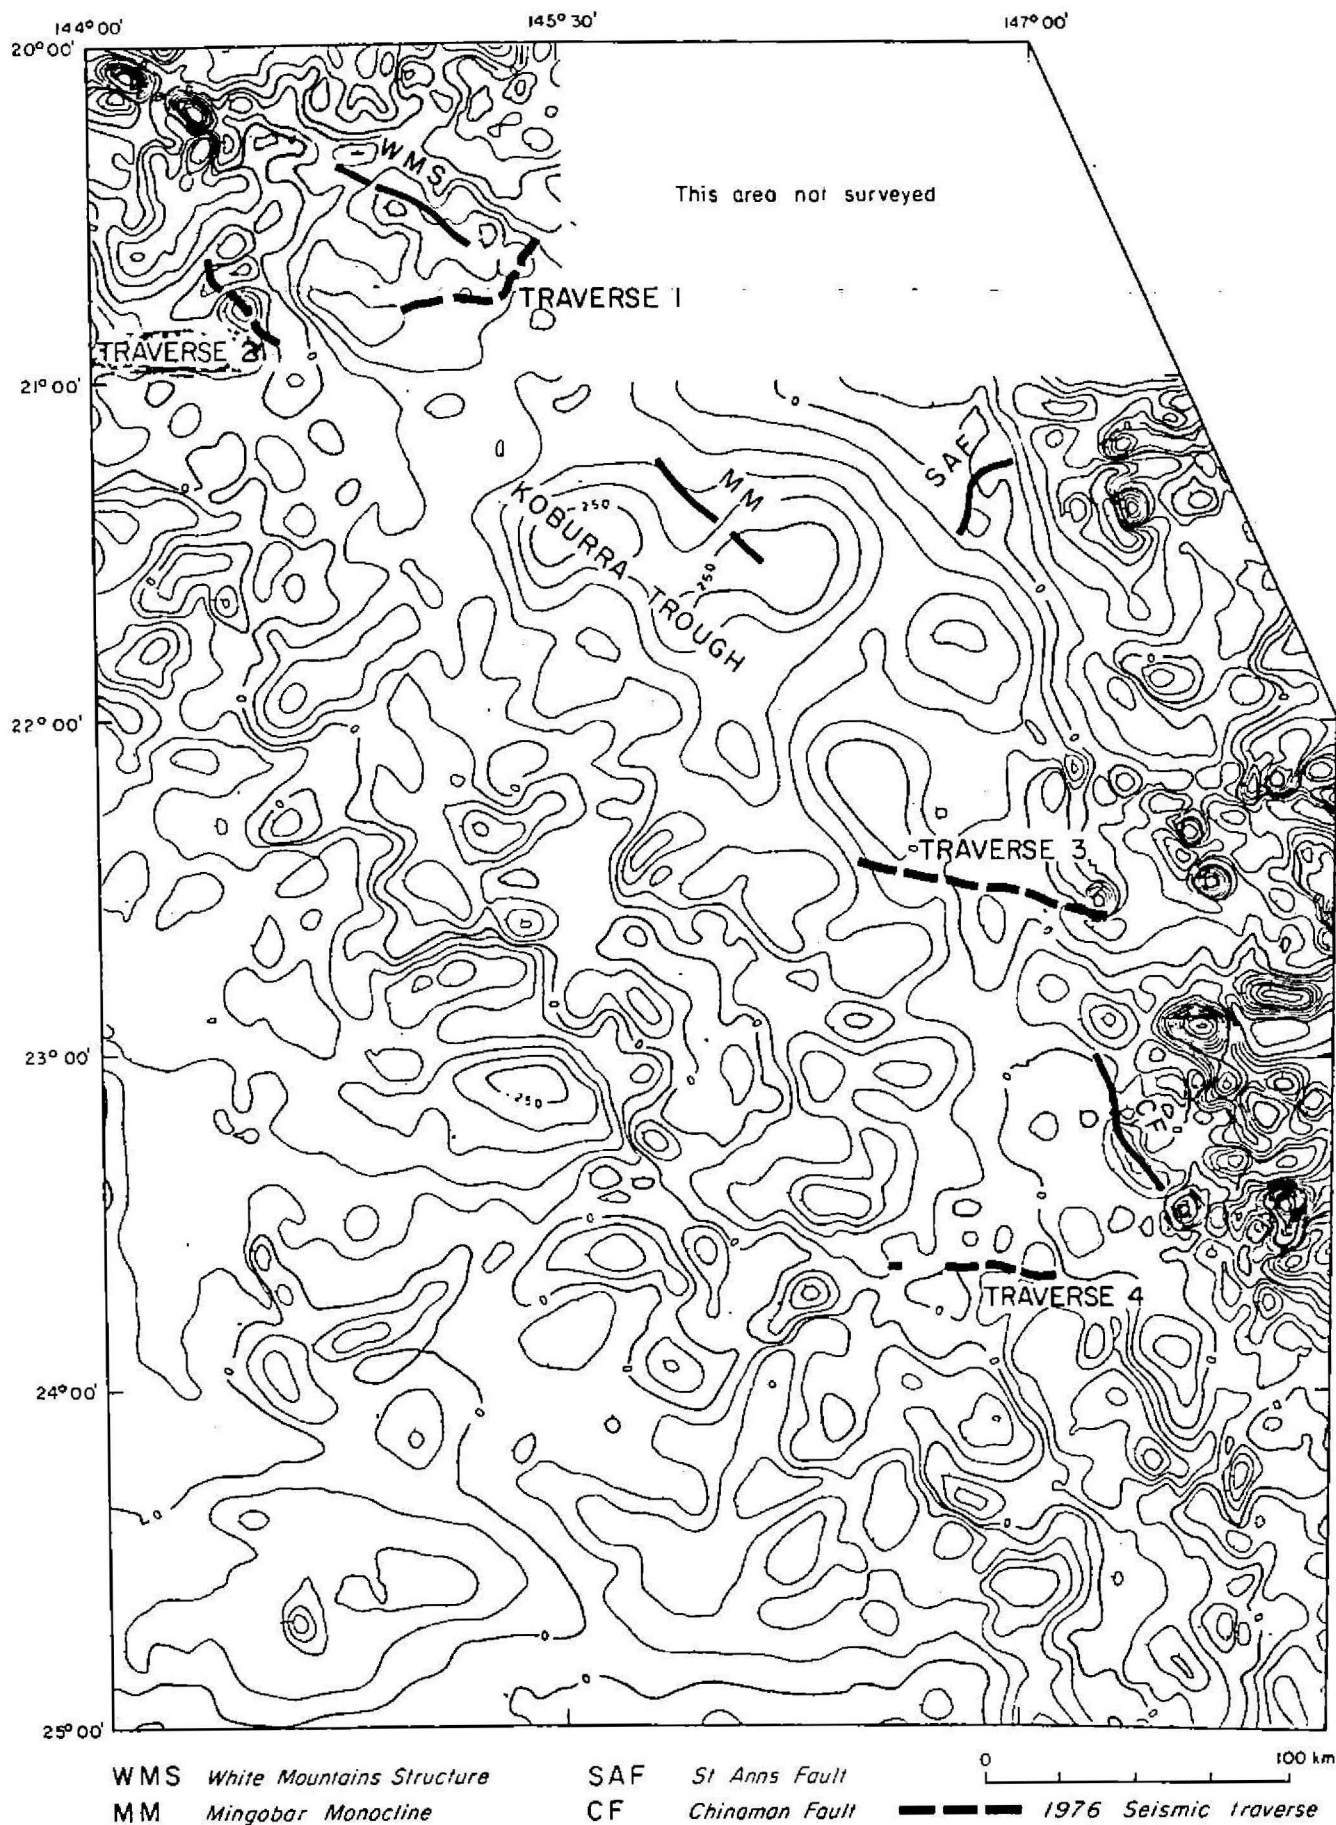 144° 00' 145° 30' 147° 00'
20° 00'
WMS
This area not surveyed
TRAVERSE 1
TRAVERSE 2
21° 00'
SAF
MM
250
KOBURRA TROUGH
250
22° 00'
TRAVERSE 3
23° 00'
250
CF
TRAVERSE 4
24° 00'
25° 00'
WMS White Mountains Structure SAF St Anns Fault 0 100 km
MM Mingobar Monocline CF Chinaman Fault 1976 Seismic traverse